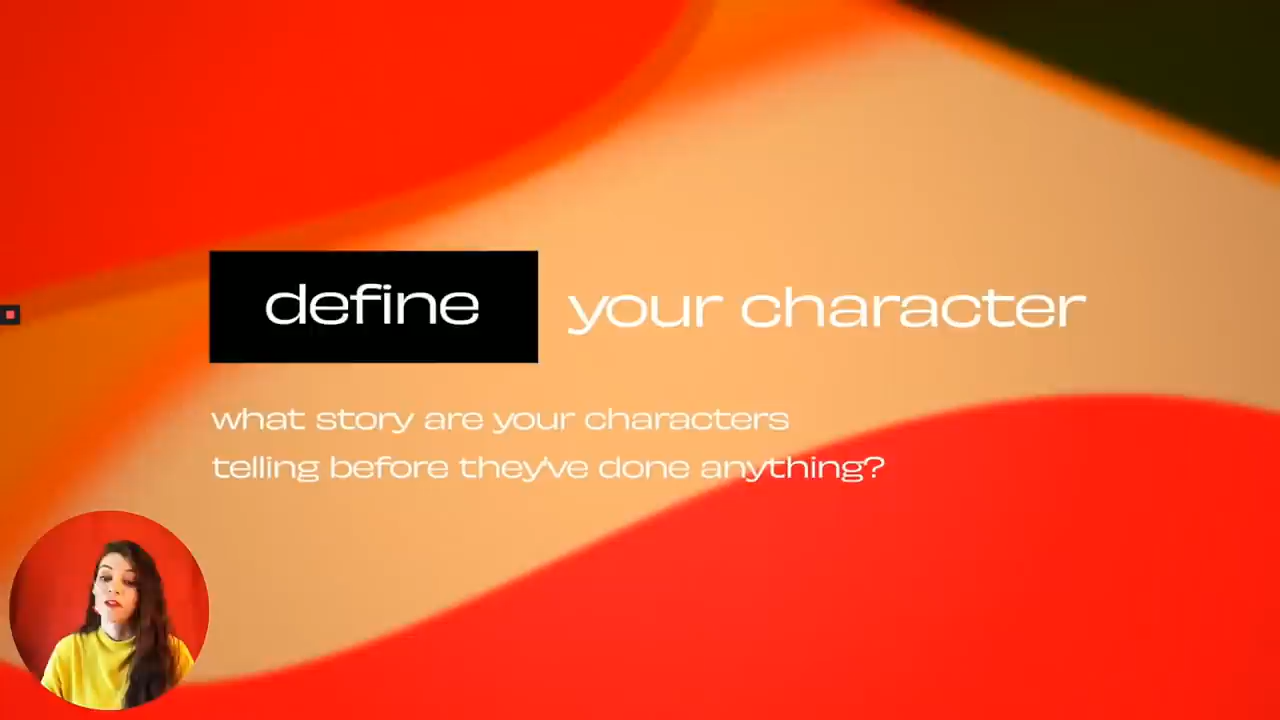 define your character
what story are your characters
telling before they've done anything?